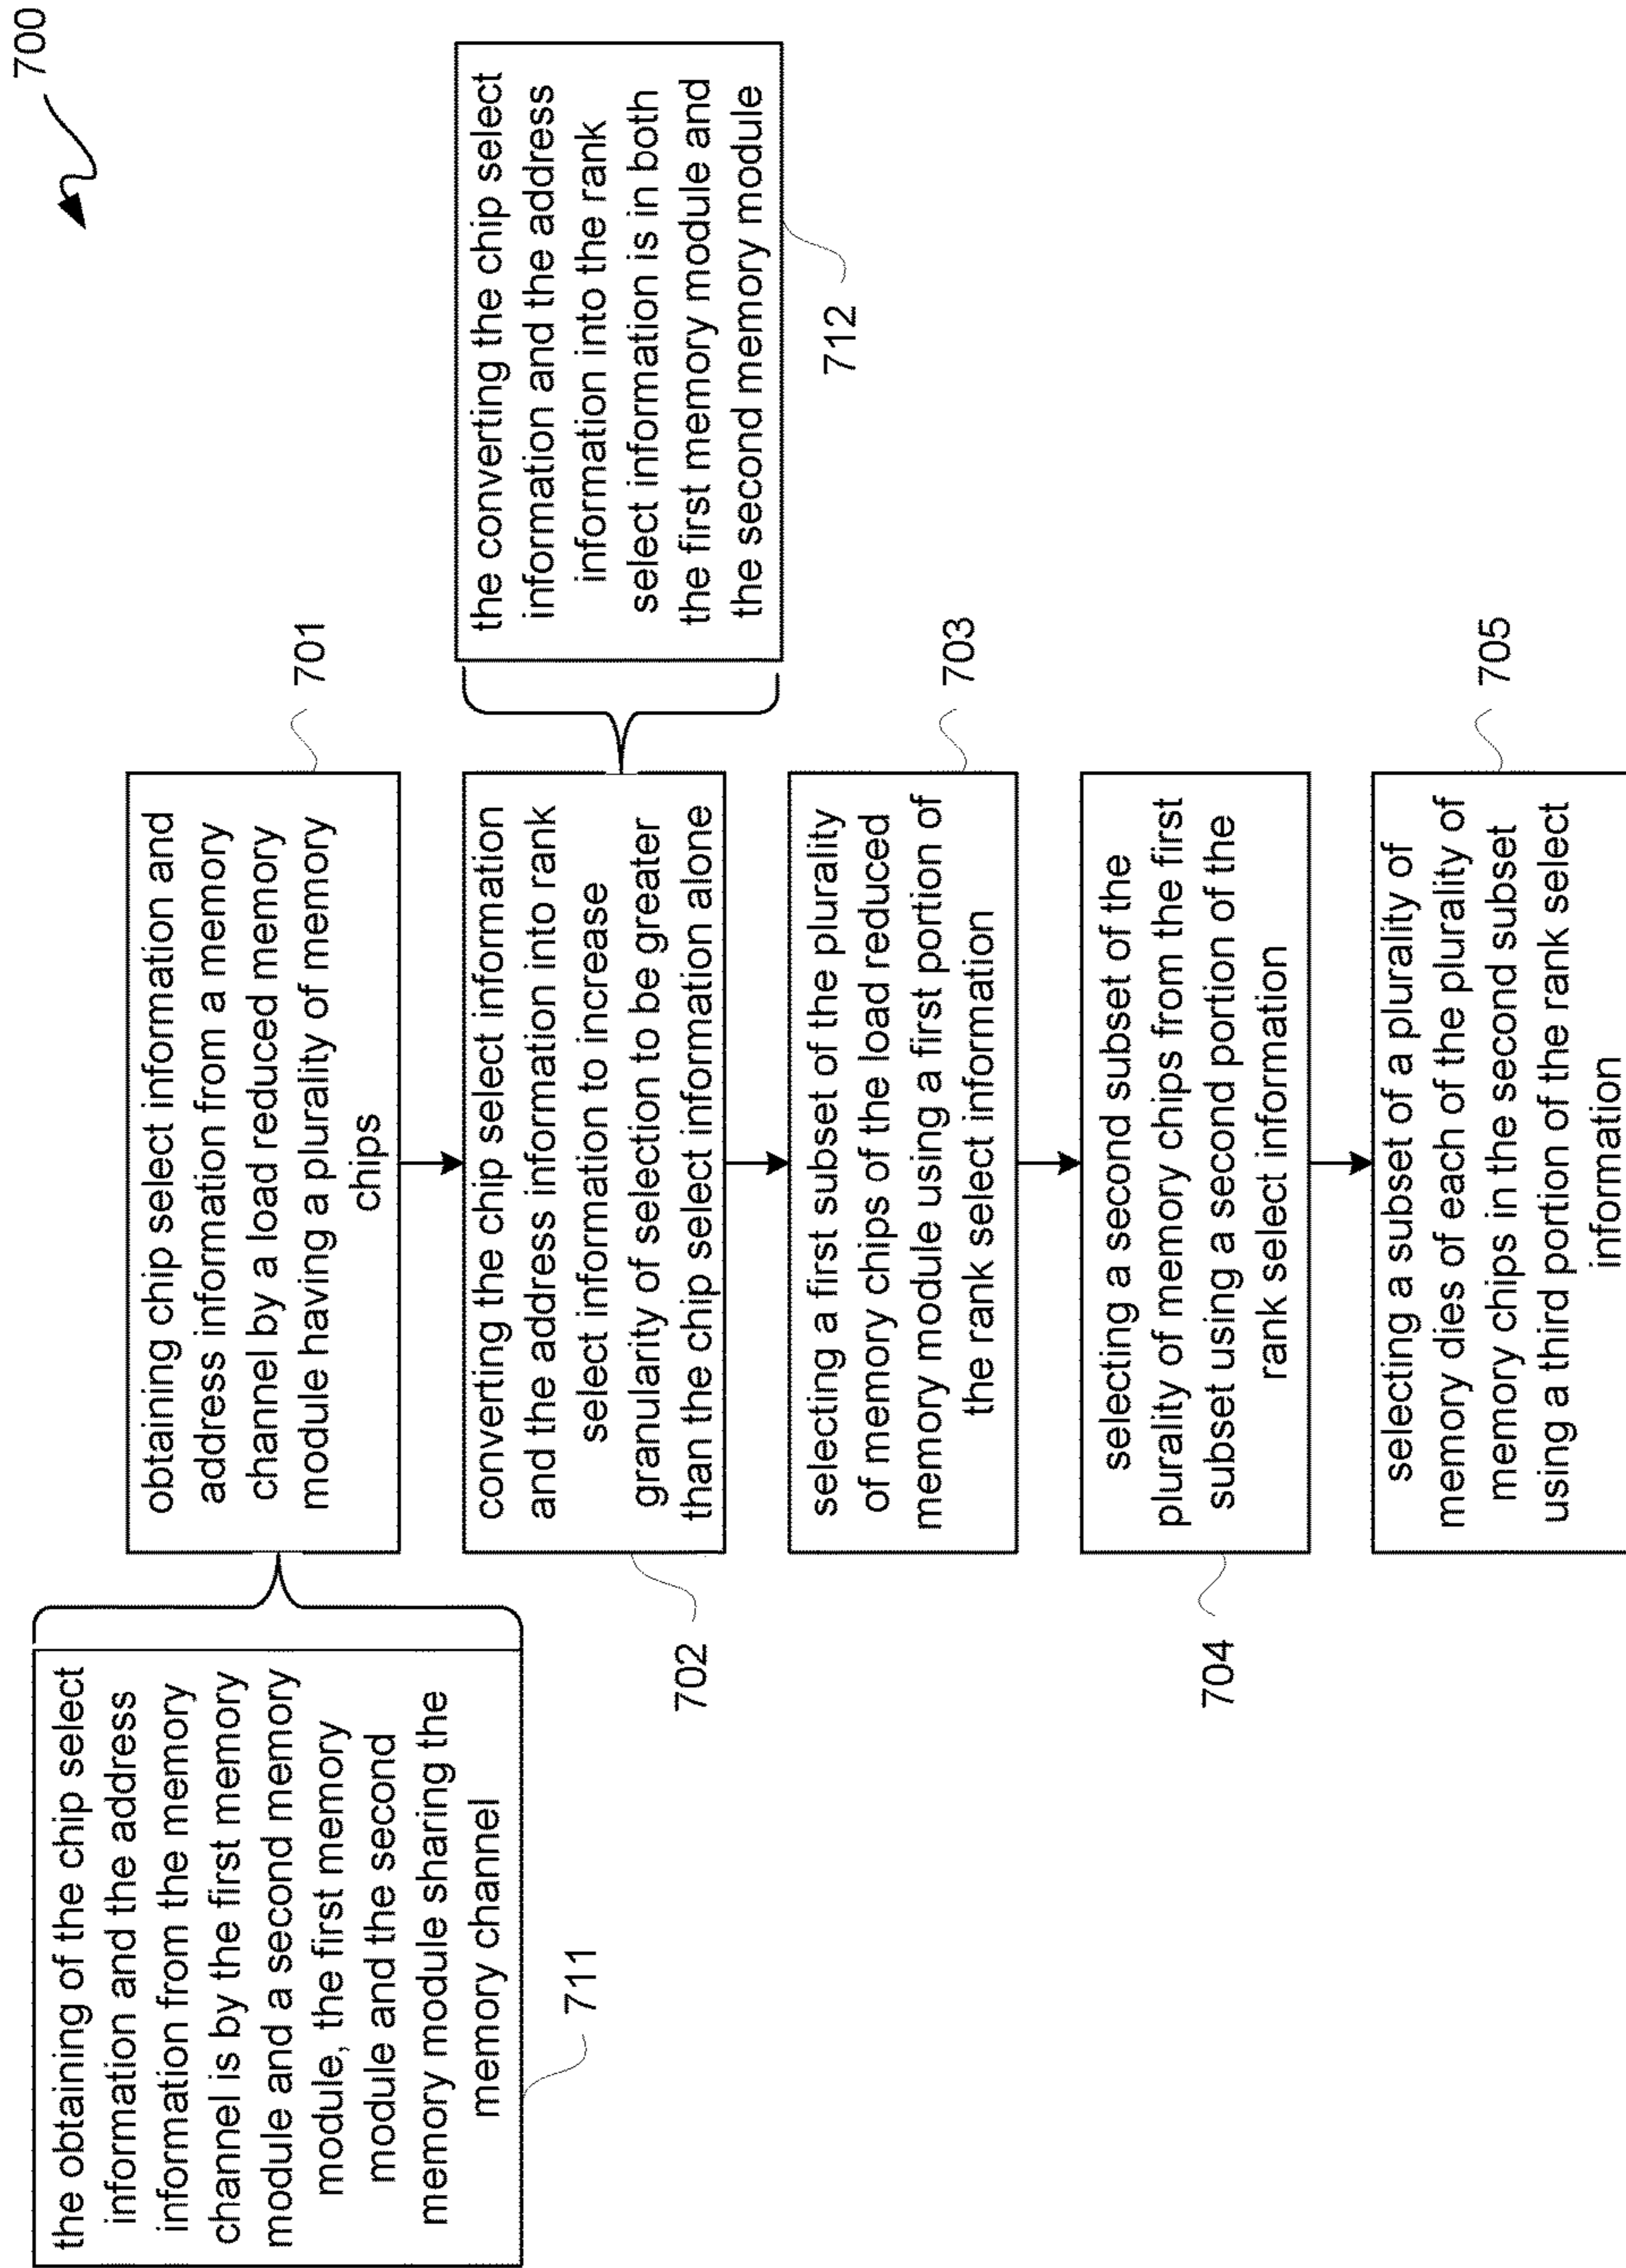 700
the obtaining of the chip select
information and the address
information from the memory
channel is by the first memory
module and a second memory
module, the first memory
module and the second
memory module sharing the
memory channel
711
obtaining chip select information and
address information from a memory
channel by a load reduced memory
module having a plurality of memory
chips
701
converting the chip select information
and the address information into rank
select information to increase
granularity of selection to be greater
than the chip select information alone
702
the converting the chip select
information and the address
information into the rank
select information is in both
the first memory module and
the second memory module
712
selecting a first subset of the plurality
of memory chips of the load reduced
memory module using a first portion of
the rank select information
703
selecting a second subset of the
plurality of memory chips from the first
subset using a second portion of the
rank select information
704
selecting a subset of a plurality of
memory dies of each of the plurality of
memory chips in the second subset
using a third portion of the rank select
information
705